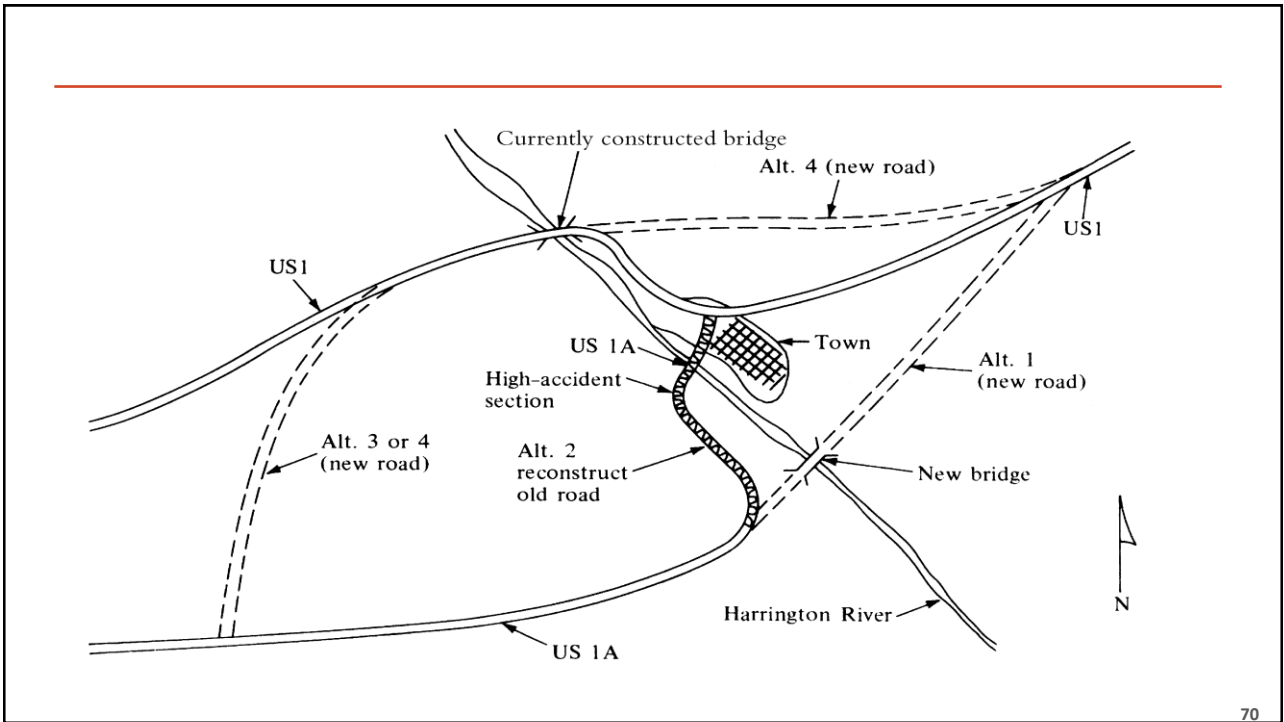 Currently constructed bridge
Alt. 4 (new road)
US1
US1
Town
US 1A
High-accident
section
Alt. 1
(new road)
Alt. 3 or 4
(new road)
Alt. 2
reconstruct
old road
New bridge
Harrington River
N
US 1A
70